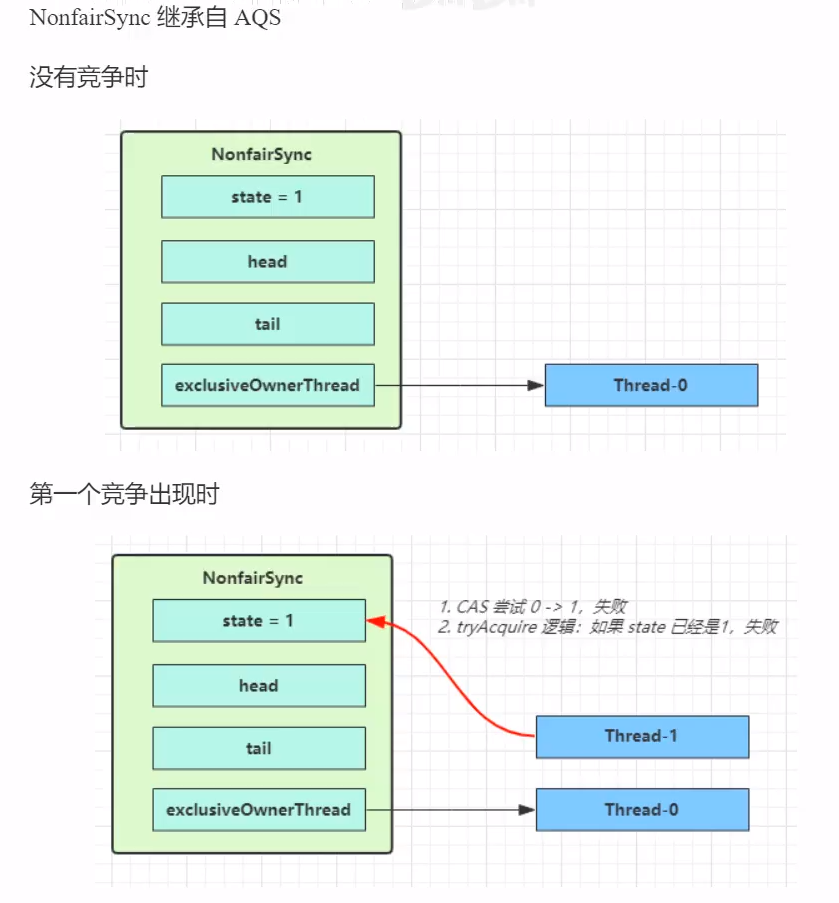 NonfairSync 继承自 AQS
没有竞争时
NonfairSync
state = 1
head
tail
exclusiveOwnerThread
Thread-0
第一个竞争出现时
NonfairSync
state = 1
1. CAS 尝试 0 -> 1，失败
2. tryAcquire 逻辑：如果 state 已经是1，失败
head
Thread-1
tail
exclusiveOwnerThread
Thread-0